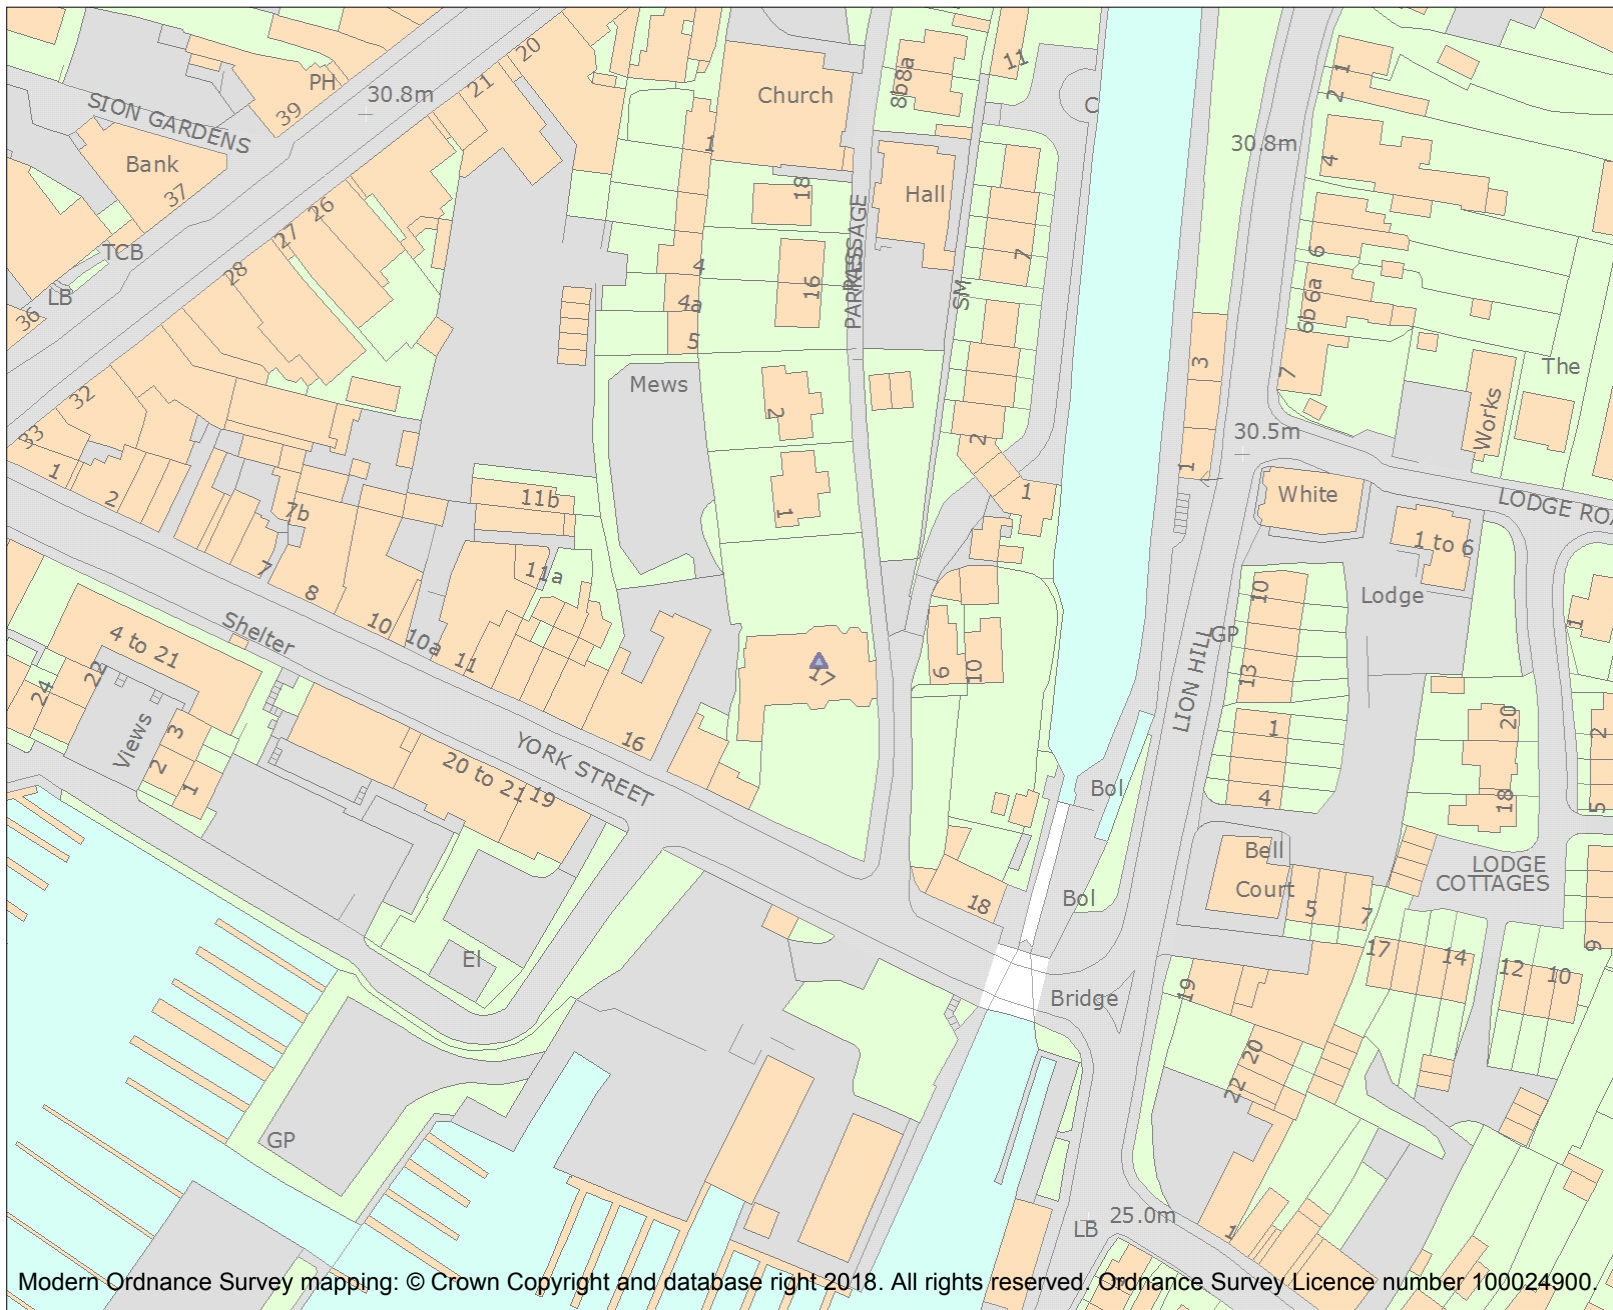 20
11
8b8a
PH
21
1
30.8m
39
Church
C
2
SION GARDENS
1
30.8m
Bank
4
37
18
Hall
26
PARR
PASSAGE
TCB
27
6
7
28
4
16
LB
SM
6a
36
4a
6b
5
3
The
7
Mews
32
2
Works
33
30.5m
2
1
1
White
1
2
11b
LODGE ROA
7b
1
1 to 6
7
11a
8
10
Lodge
Shelter
10
10a
GP
1
4 to 21
11
17
6
10
13
22
LION HILL
24
Views
3
16
YORK STREET
1
20
2
2
20 to 21
19
Bol
1
4
18
5
Bell
LODGE
COTTAGES
Court
18
Bol
5
7
El
17
14
12
10
9
19
Bridge
20
22
GP
25.0m
LB
1
Modern Ordnance Survey mapping: © Crown Copyright and database right 2018. All rights reserved. Ordnance Survey Licence number 100024900.